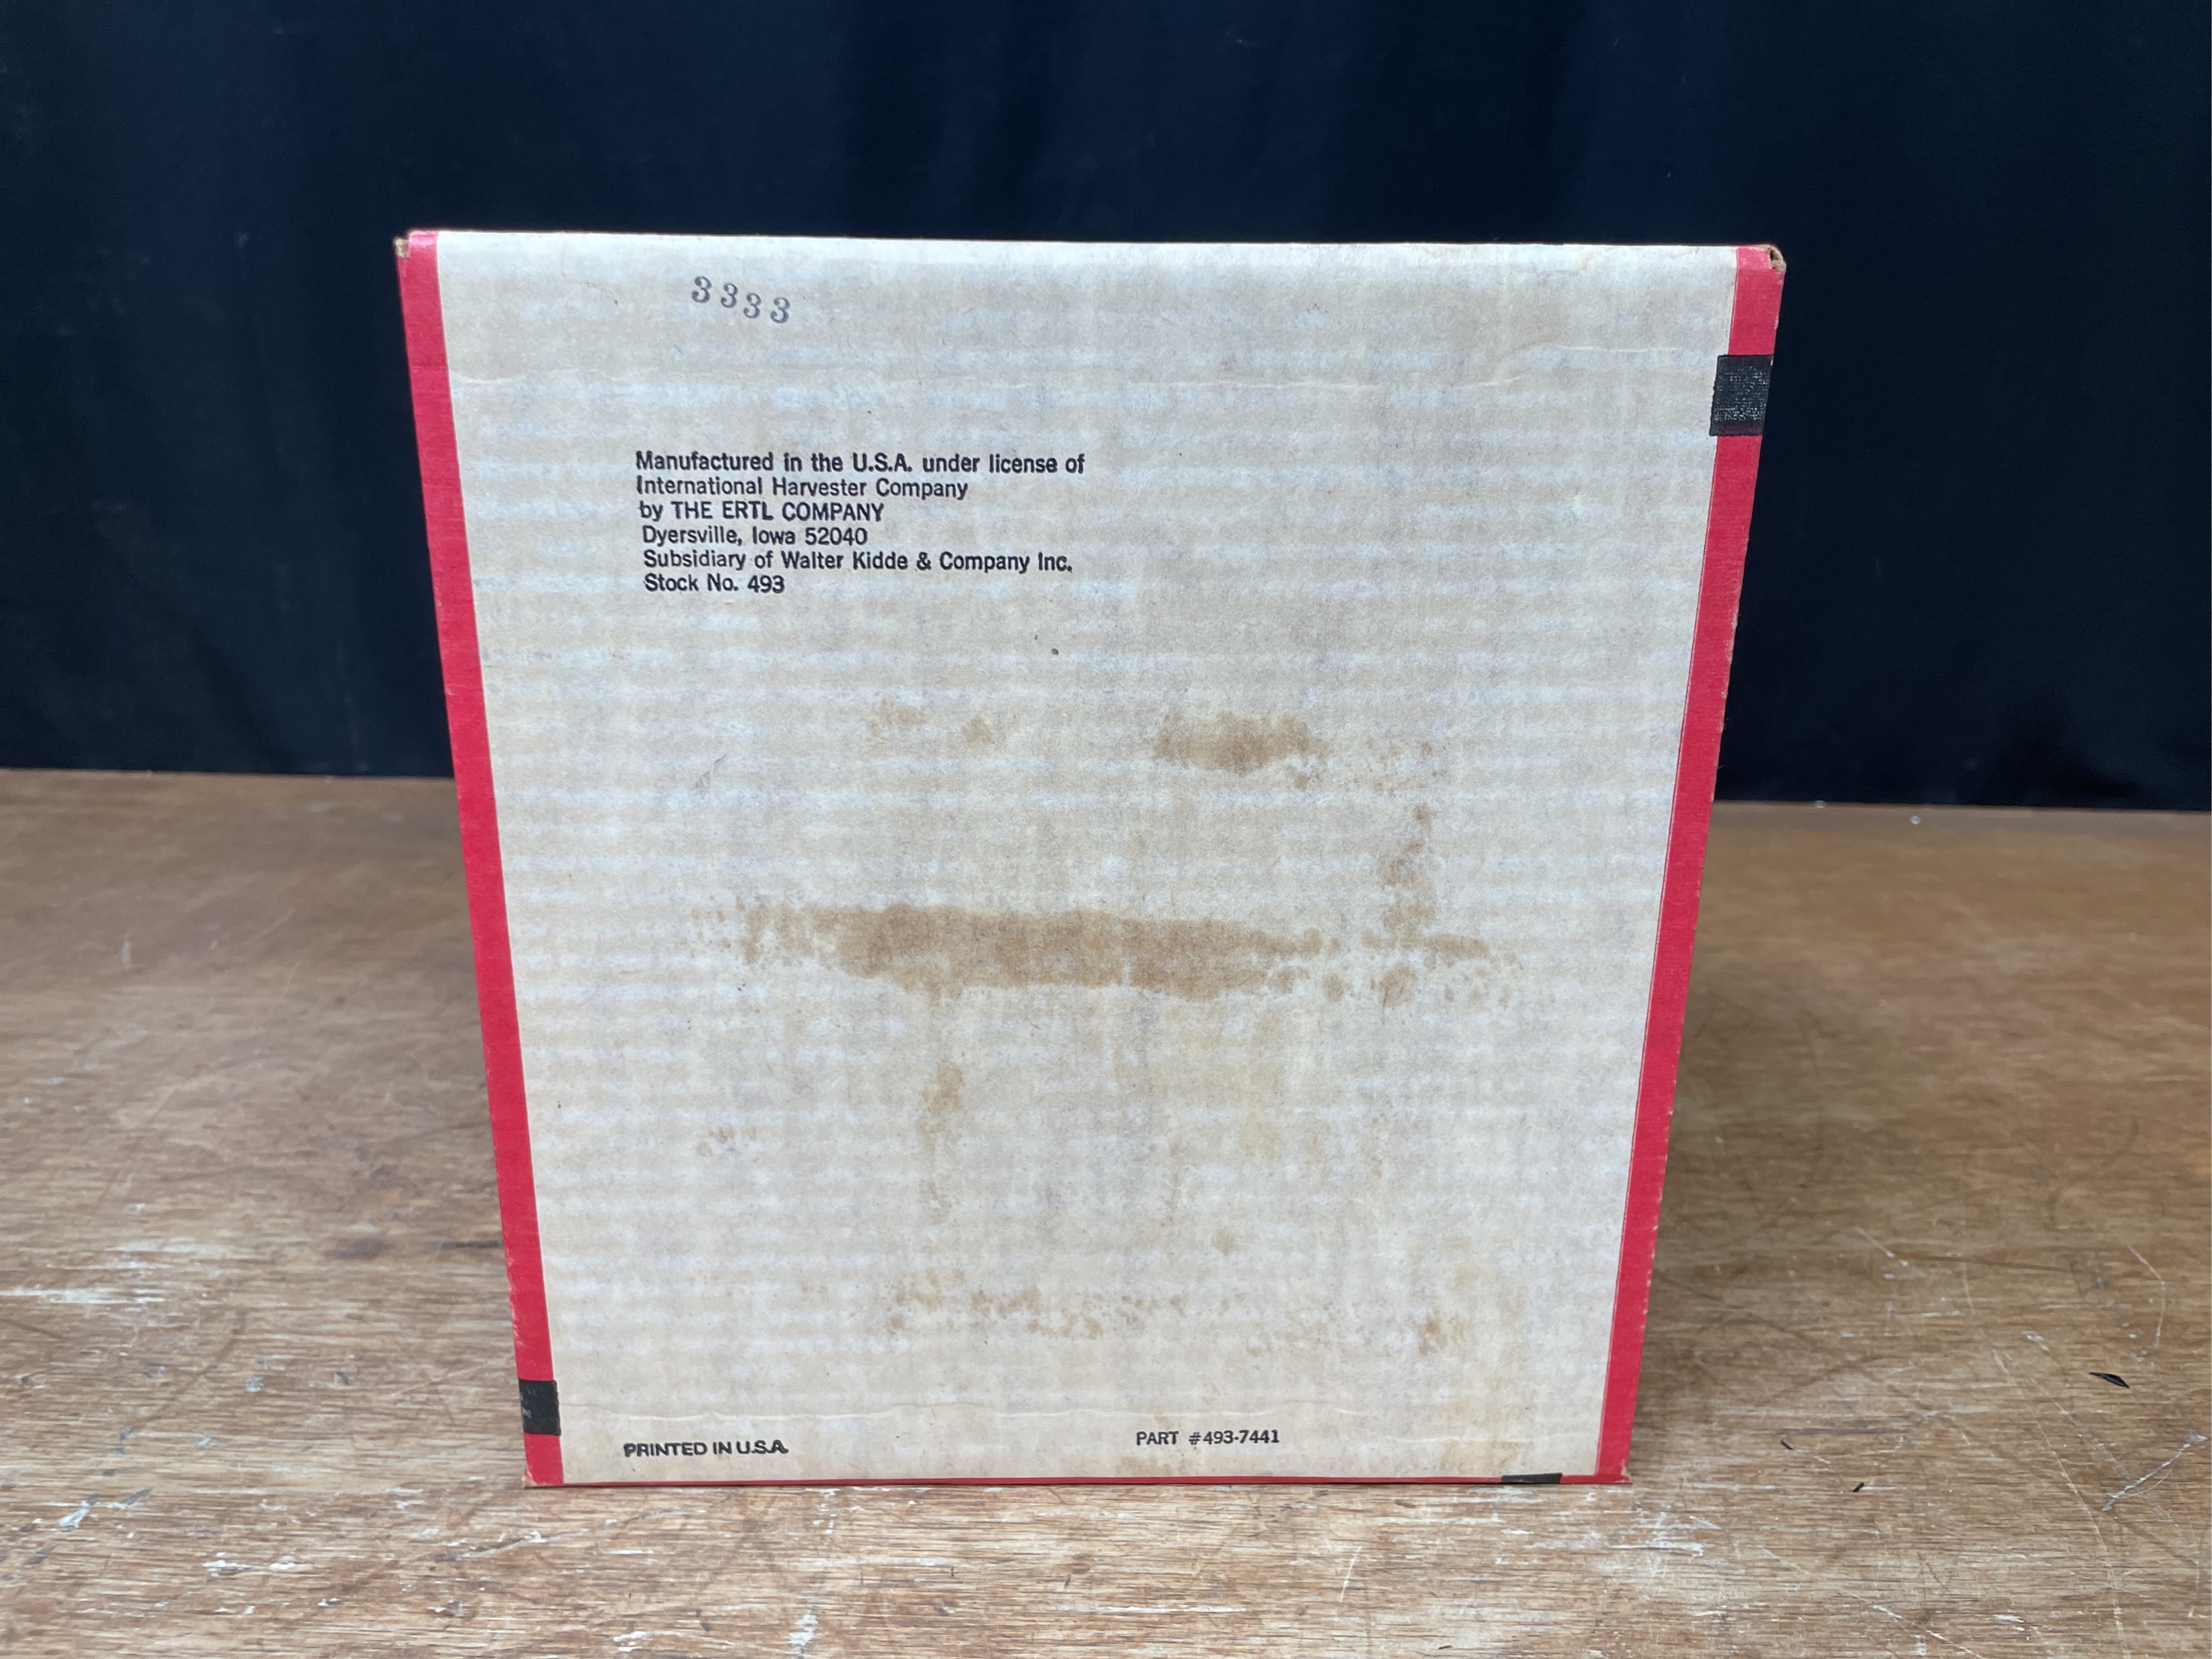 3333
Manufactured in the U.S.A. under license of
International Harvester Company
by THE ERTL COMPANY
Dyersville, Iowa 52040
Subsidiary of Walter Kidde & Company Inc.
Stock No. 493
PRINTED IN U.S.A.
PART #493-7441